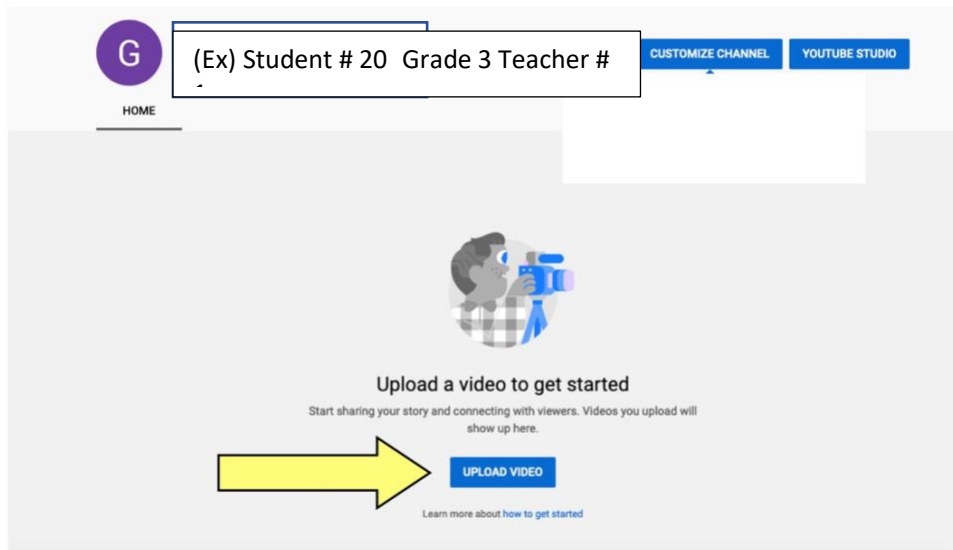 G
(Ex) Student # 20 Grade 3 Teacher #
CUSTOMIZE CHANNEL
YOUTUBE STUDIO
HOME
Upload a video to get started
Start sharing your story and connecting with viewers. Videos you upload will
show up here.
UPLOAD VIDEO
Learn more about how to get started